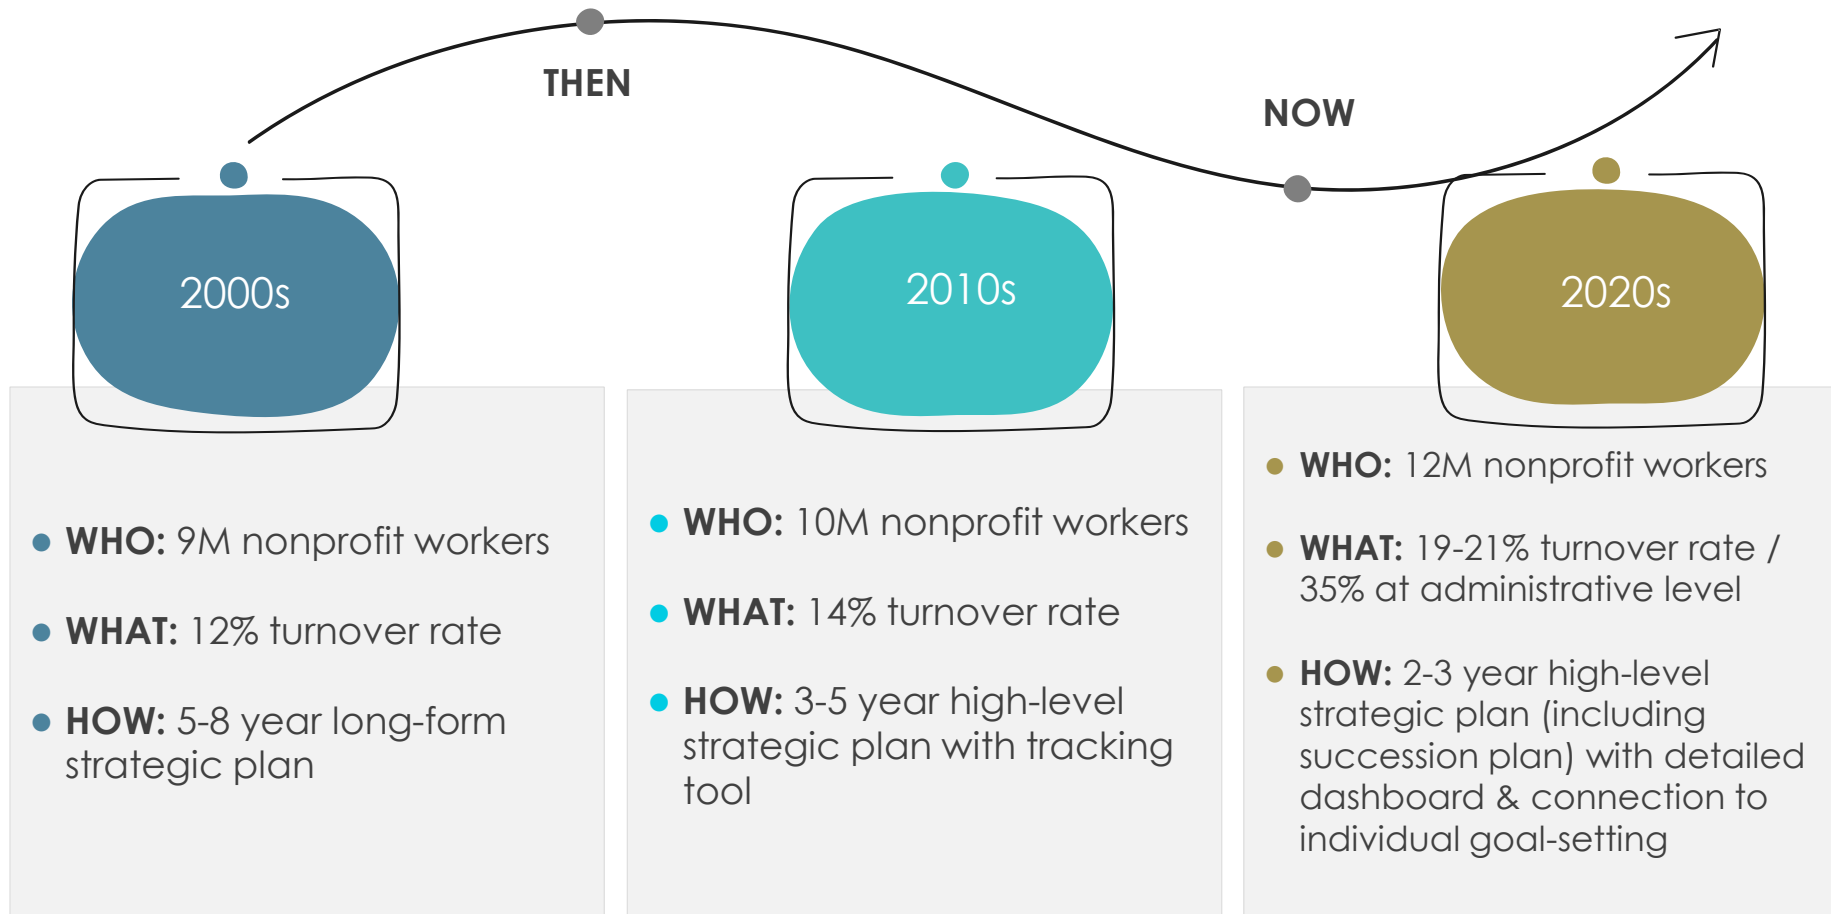 THEN
NOW
2000s
2010s
2020s
WHO: 9M nonprofit workers
WHAT: 12% turnover rate
HOW: 5-8 year long-form
strategic plan
WHO: 10M nonprofit workers
WHAT: 14% turnover rate
HOW: 3-5 year high-level
strategic plan with tracking
tool
WHO: 12M nonprofit workers
WHAT: 19-21% turnover rate /
35% at administrative level
HOW: 2-3 year high-level
strategic plan (including
succession plan) with detailed
dashboard & connection to
individual goal-setting